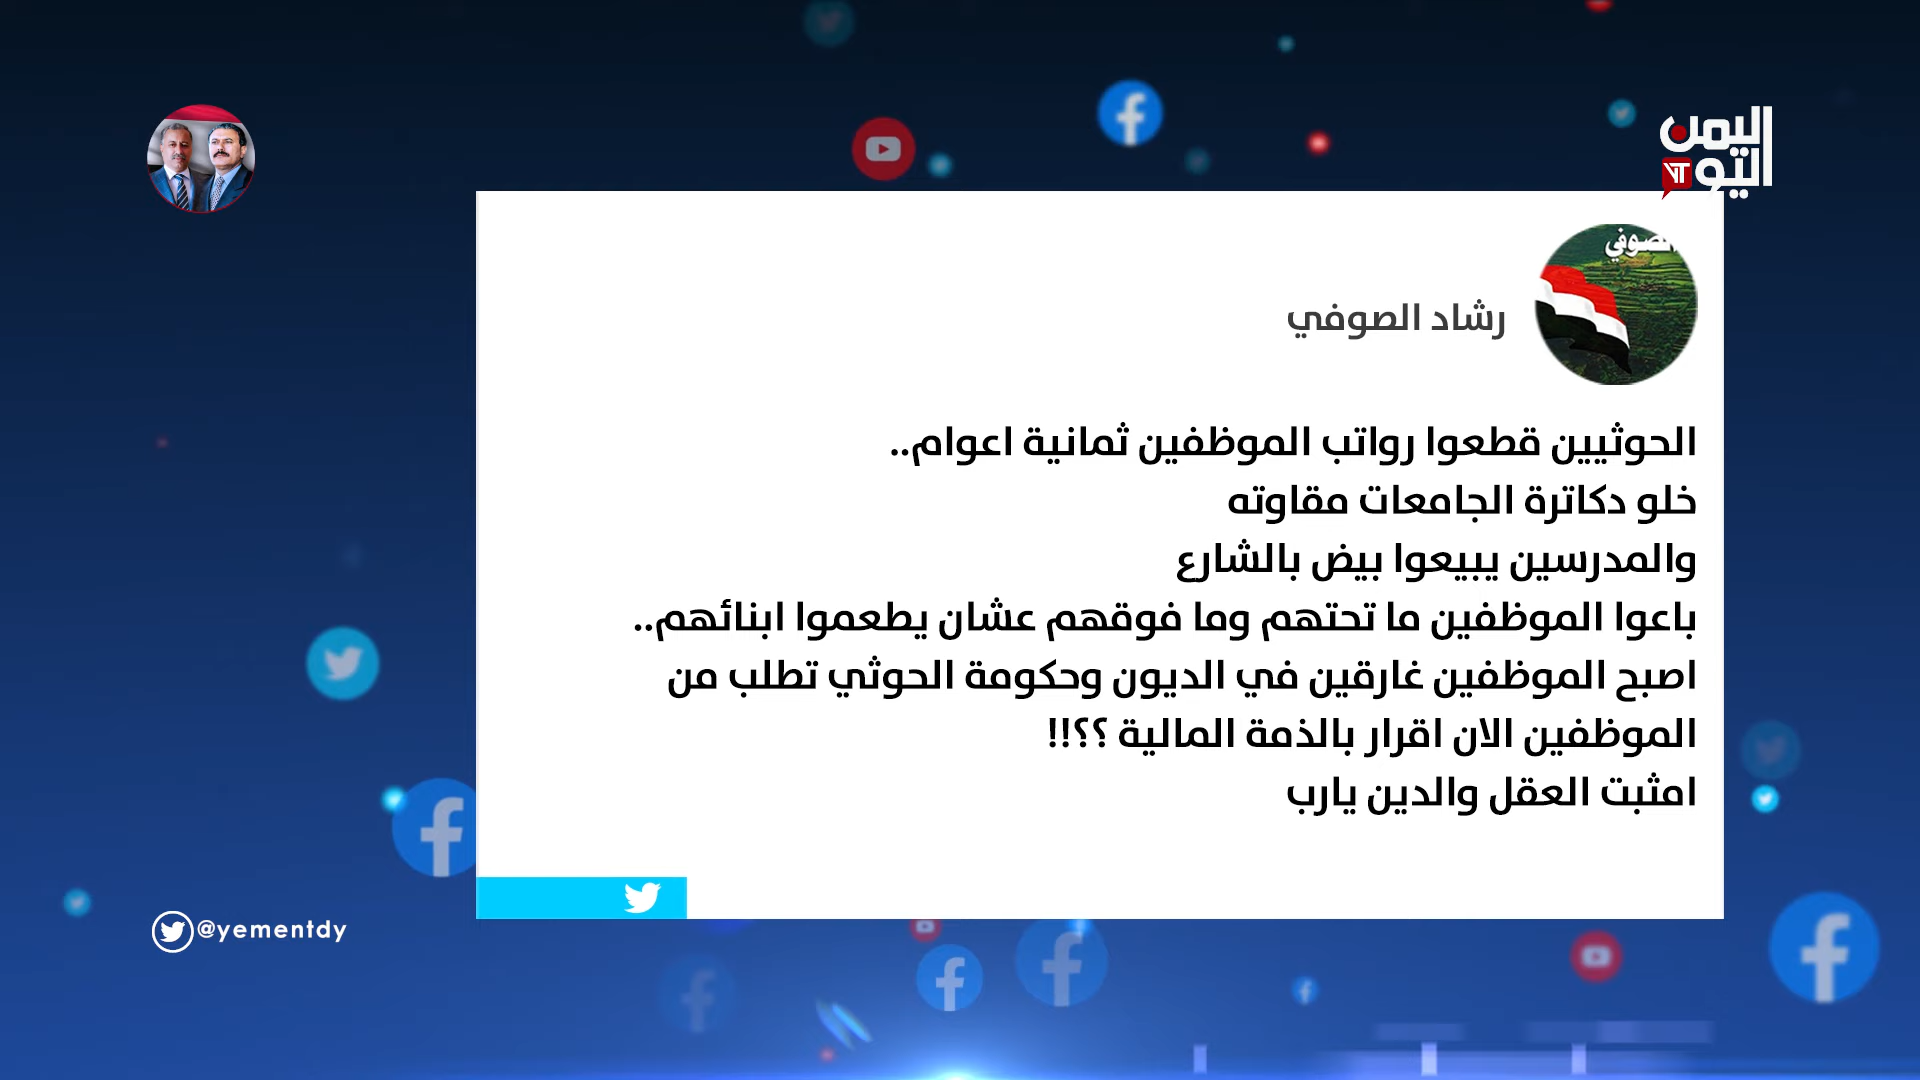 اليمن
اليوم
YT
الصوفي
رشاد الصوفي
الحوثيين قطعوا رواتب الموظفين ثمانية اعوام..
خلو دكاترة الجامعات مقاوته
والمدرسين يبيعوا بيض بالشارع
باعوا الموظفين ما تحتهم وما فوقهم عشان يطعموا ابنائهم..
اصبح الموظفين غارقين في الديون وحكومة الحوثي تطلب من
الموظفين الان اقرار بالذمة المالية ؟؟!!
امثبت العقل والدين يارب
@yementdy